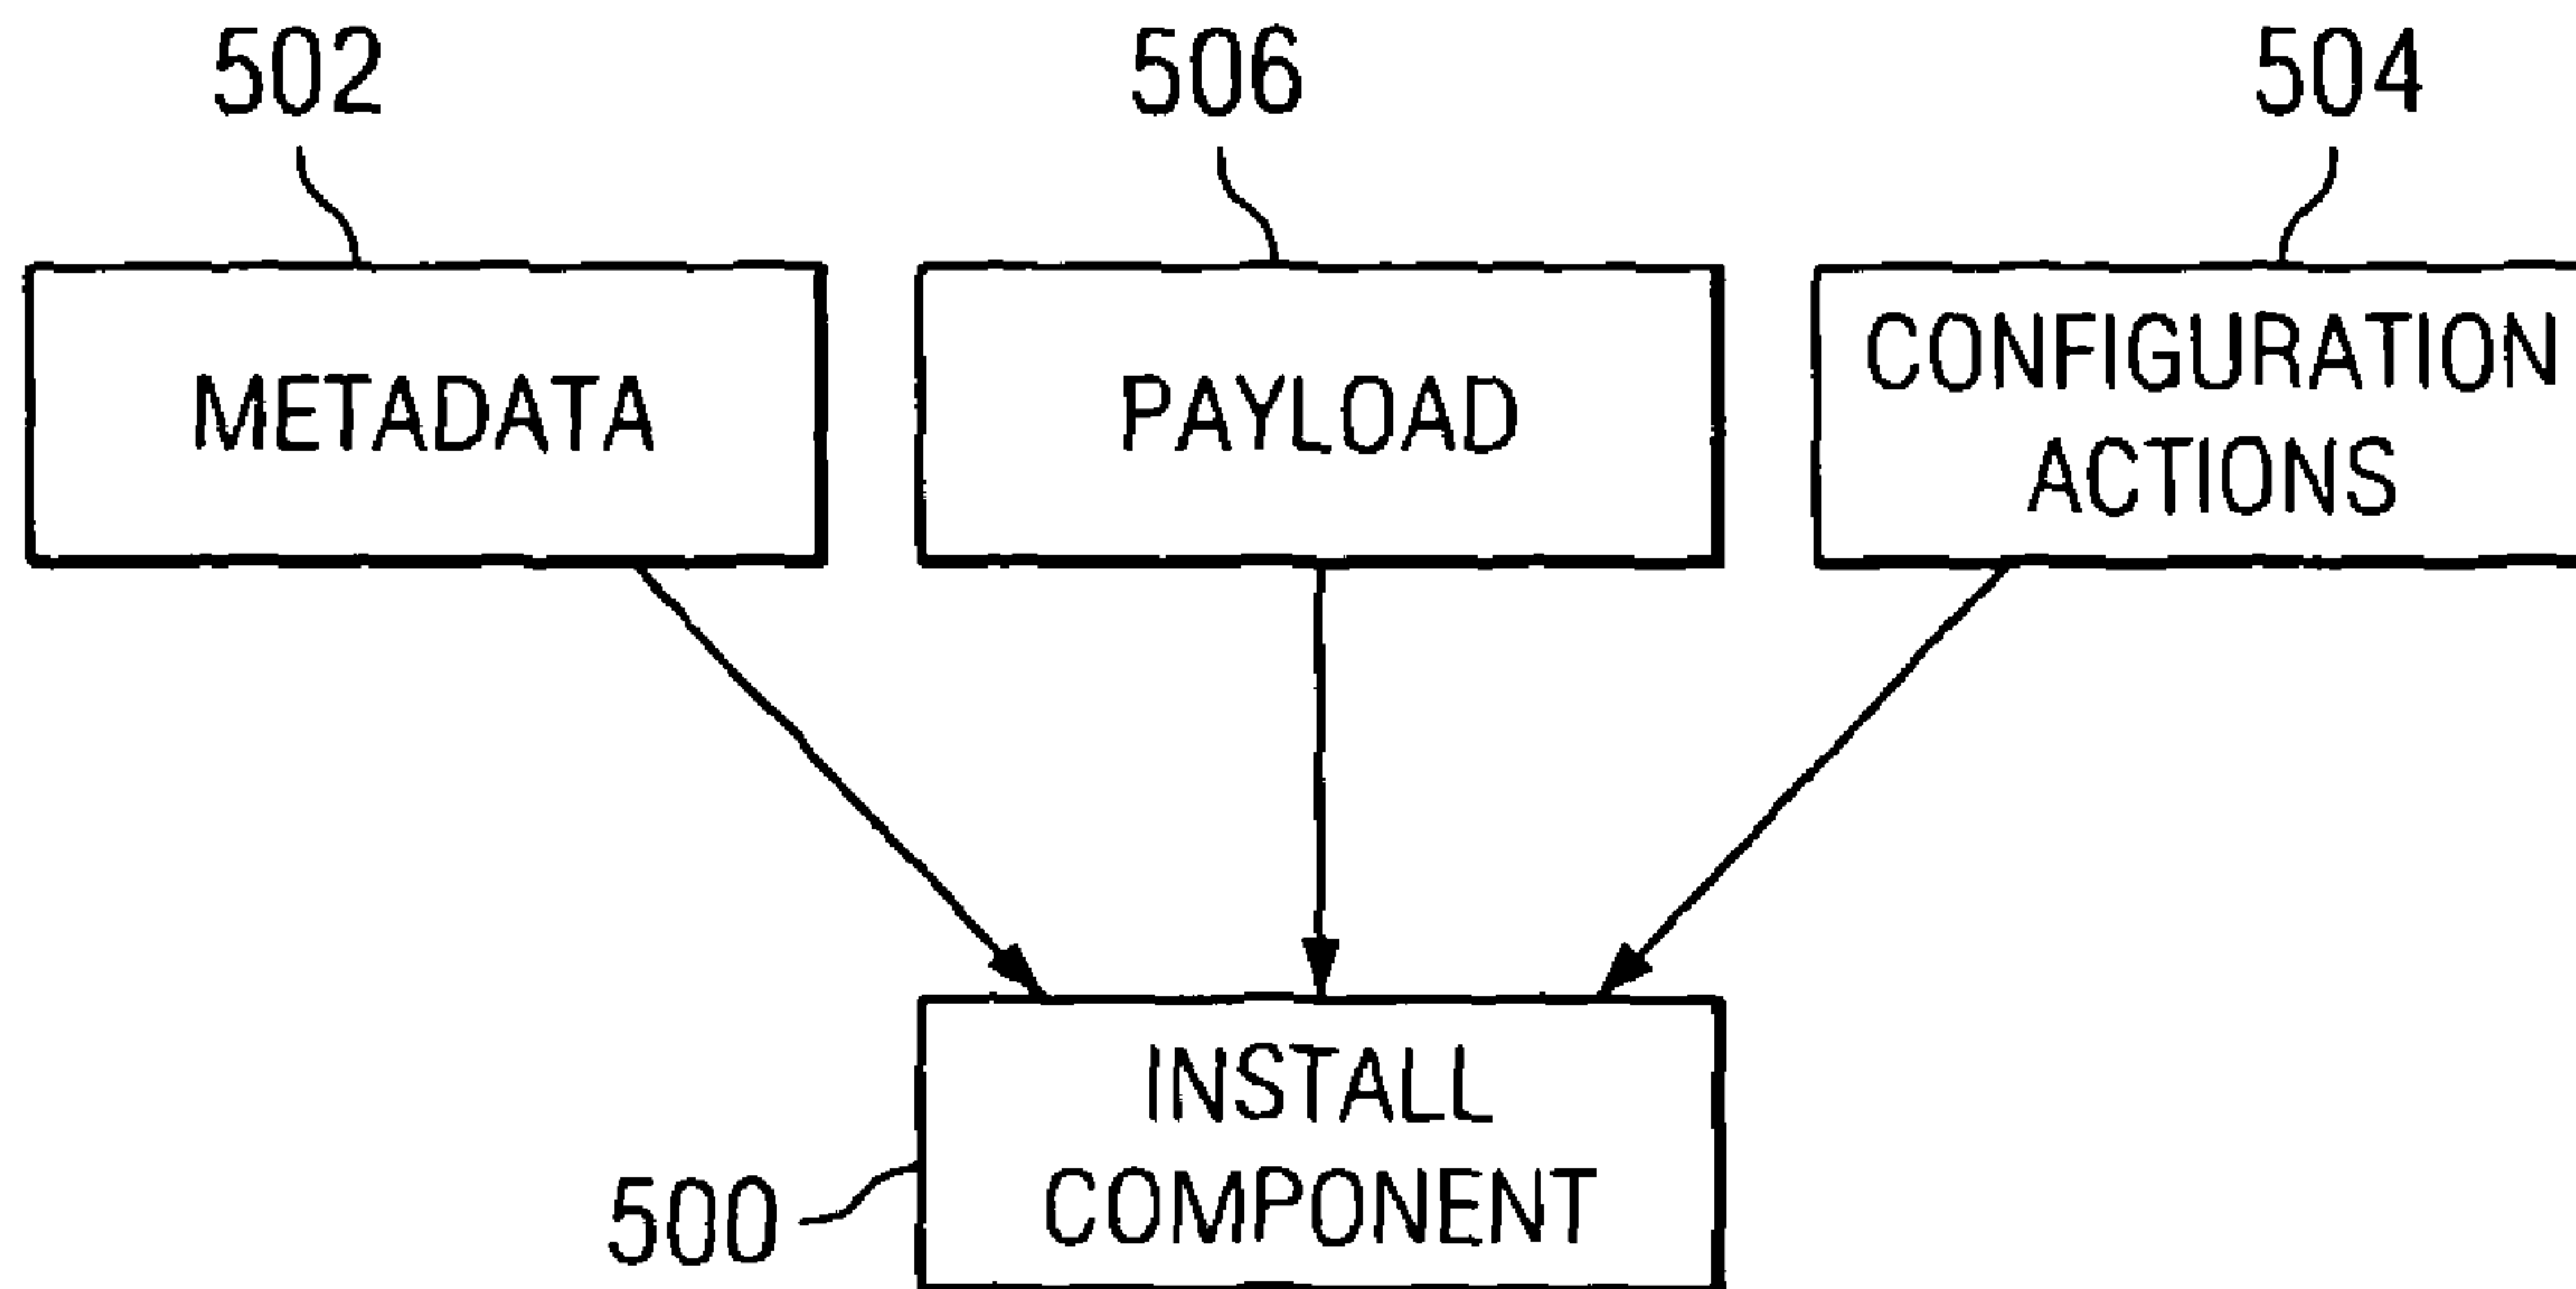 502
506
504
METADATA
PAYLOAD
CONFIGURATION
ACTIONS
INSTALL
COMPONENT
500